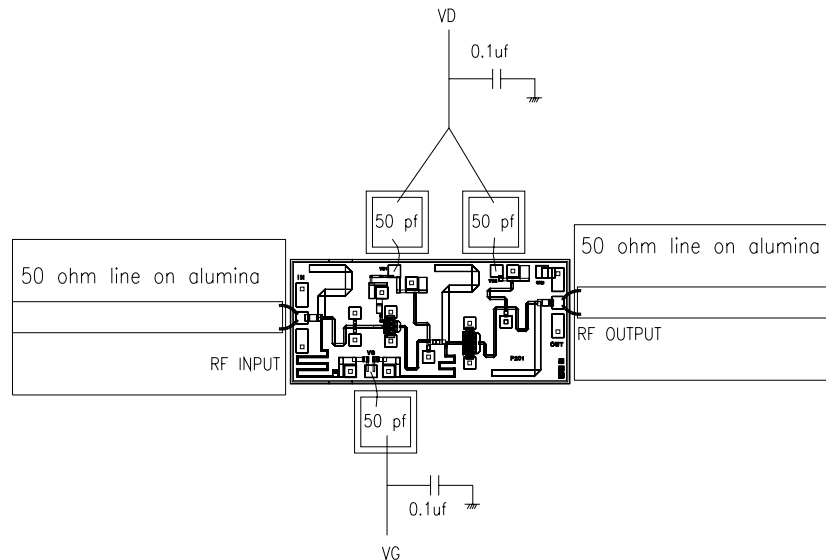 VD
0.1uf
50 pf
50 pf
50 ohm line on alumina
50 ohm line on alumina
IN
RF OUTPUT
OUT
RF INPUT
VG
P201
50 pf
0.1uf
VG